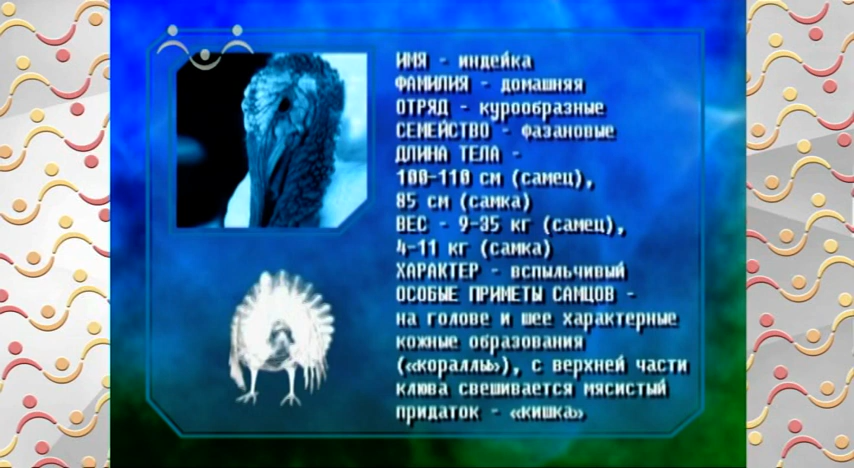 ИМЯ - индейка
ФАМИЛИЯ - домашняя
ОТРЯД - курообразные
СЕМЕЙСТВО - фазановые
ДЛИНА ТЕЛА -
100-110 см (самец),
85 см (самка)
ВЕС - 9-35 кг (самец),
4-11 кг (самка)
ХАРАКТЕР - вспыльчивый
ОСОБЫЕ ПРИМЕТЫ САМЦОВ -
на голове и шее характерные
кожные образования
(«кораллы»), с верхней части
клюва свешивается мясистый
придаток - «кишка»